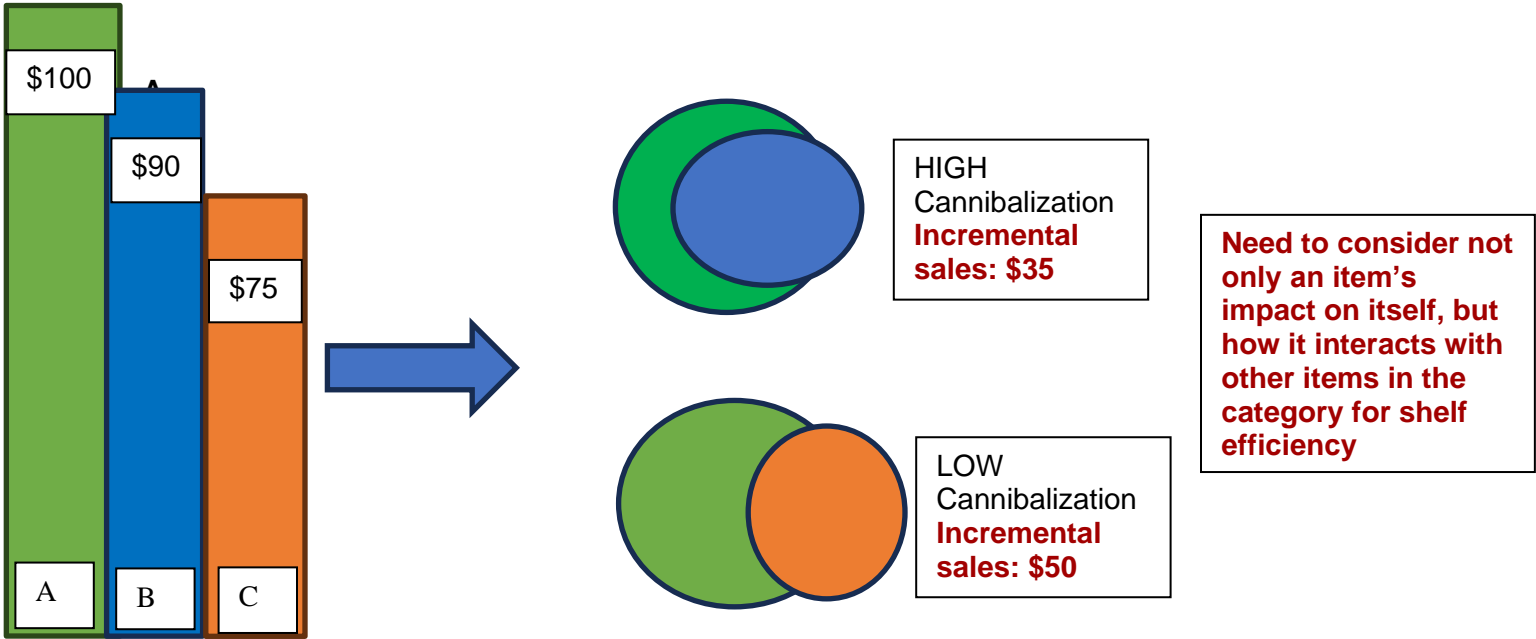 $100
$90
$75
A
B
C
HIGH
Cannibalization
Incremental
sales: $35
LOW
Cannibalization
Incremental
sales: $50
Need to consider not
only an item’s
impact on itself, but
how it interacts with
other items in the
category for shelf
efficiency